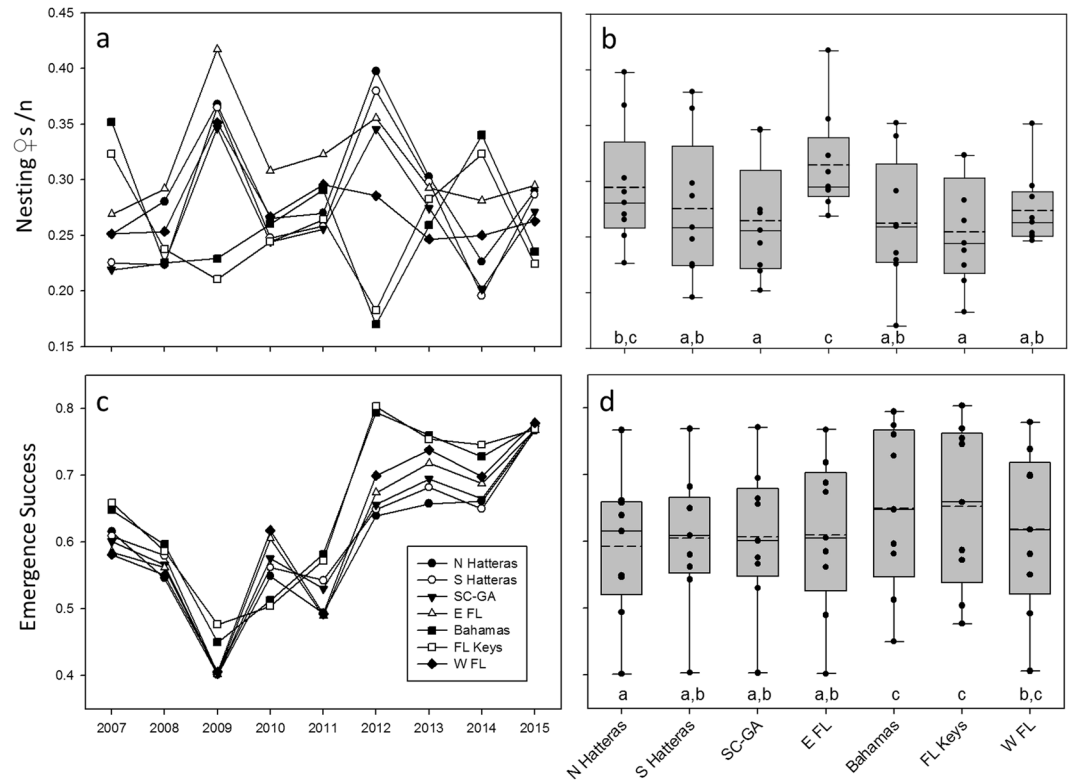 a
0.45
0.40
0.35
0.30
0.25
0.20
0.15
Nesting ♀s /n
b
b,c a,b a c a,b a a,b
c
0.8
0.7
0.6
0.5
0.4
Emergence Success
N Hatteras
S Hatteras
SC-GA
E FL
Bahamas
FL Keys
W FL
2007 2008 2009 2010 2011 2012 2013 2014 2015
d
a a,b a,b a,b c c b,c
N Hatteras
S Hatteras
SC-GA
E FL
Bahamas
FL Keys
W FL